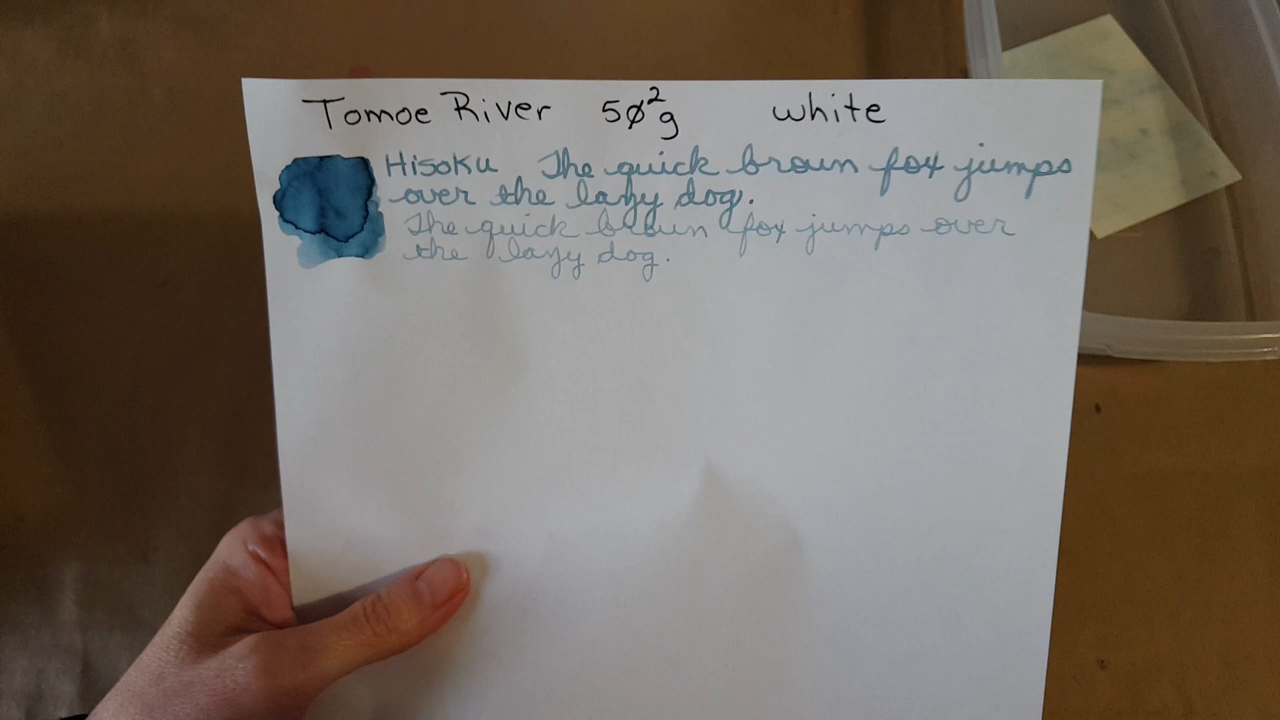 Tomoe River 50²g white
Hisoku The quick brown fox jumps
over the lazy dog.
The quick brown fox jumps over
the lazy dog.